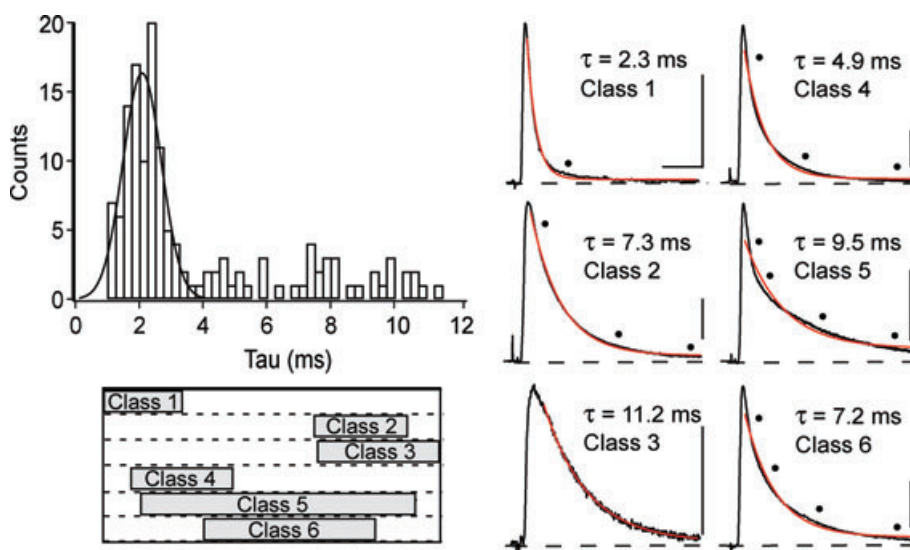 20
15
10
5
0
Counts
0 2 4 6 8 10 12
Tau (ms)
Class 1
Class 2
Class 3
Class 4
Class 5
Class 6
τ = 2.3 ms
Class 1
τ = 4.9 ms
Class 4
τ = 7.3 ms
Class 2
τ = 9.5 ms
Class 5
τ = 11.2 ms
Class 3
τ = 7.2 ms
Class 6